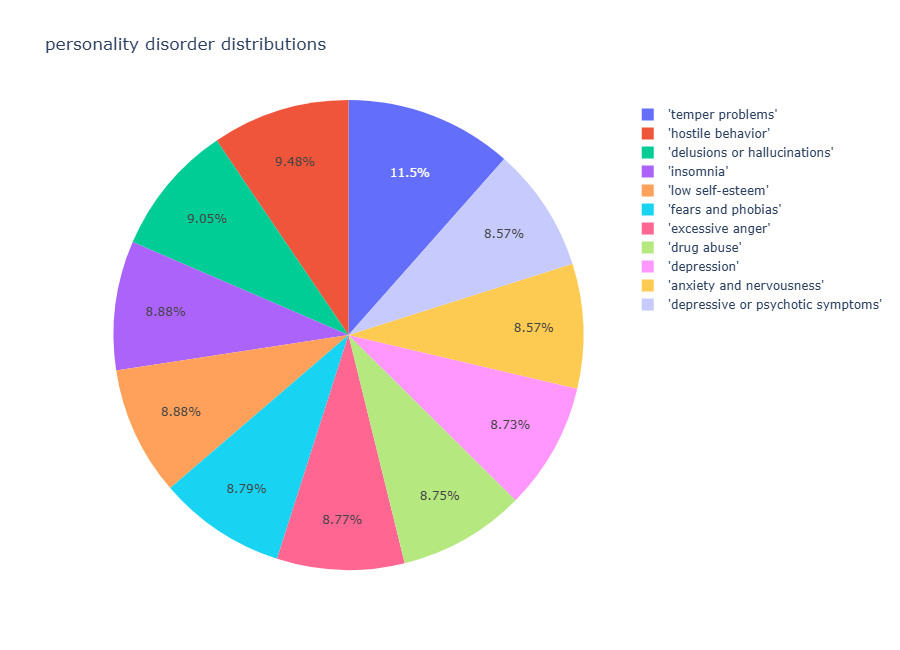 personality disorder distributions
11.5%
9.48%
9.05%
8.88%
8.88%
8.79%
8.77%
8.75%
8.73%
8.57%
8.57%
'temper problems'
'hostile behavior'
'delusions or hallucinations'
'insomnia'
'low self-esteem'
'fears and phobias'
'excessive anger'
'drug abuse'
'depression'
'anxiety and nervousness'
'depressive or psychotic symptoms'